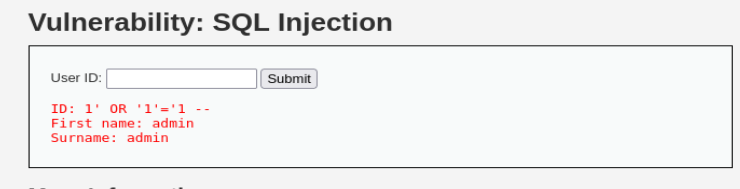 Vulnerability: SQL Injection
User ID: Submit
ID: 1' OR '1'='1 --
First name: admin
Surname: admin